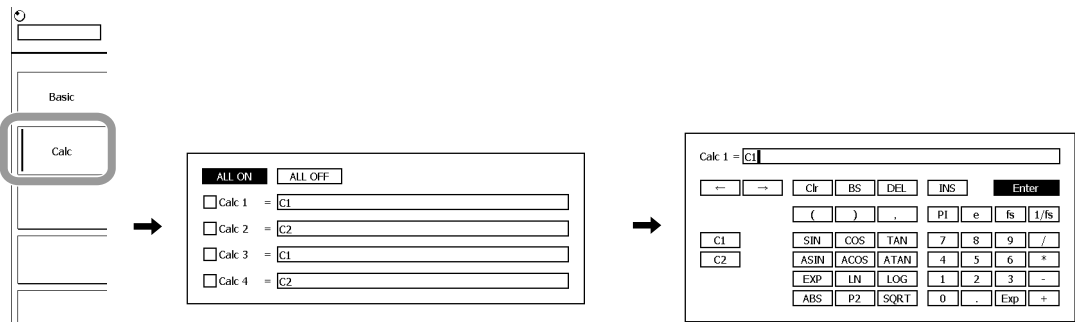 Basic
Calc
ALL ON ALL OFF
Calc 1 = C1
Calc 2 = C2
Calc 3 = C1
Calc 4 = C2
Calc 1 = C1
← → Clr BS DEL INS Enter
( ) , PI e fs 1/fs
C1 SIN COS TAN 7 8 9 /
C2 ASIN ACOS ATAN 4 5 6 *
EXP LN LOG 1 2 3 -
ABS P2 SQRT 0 . Exp +